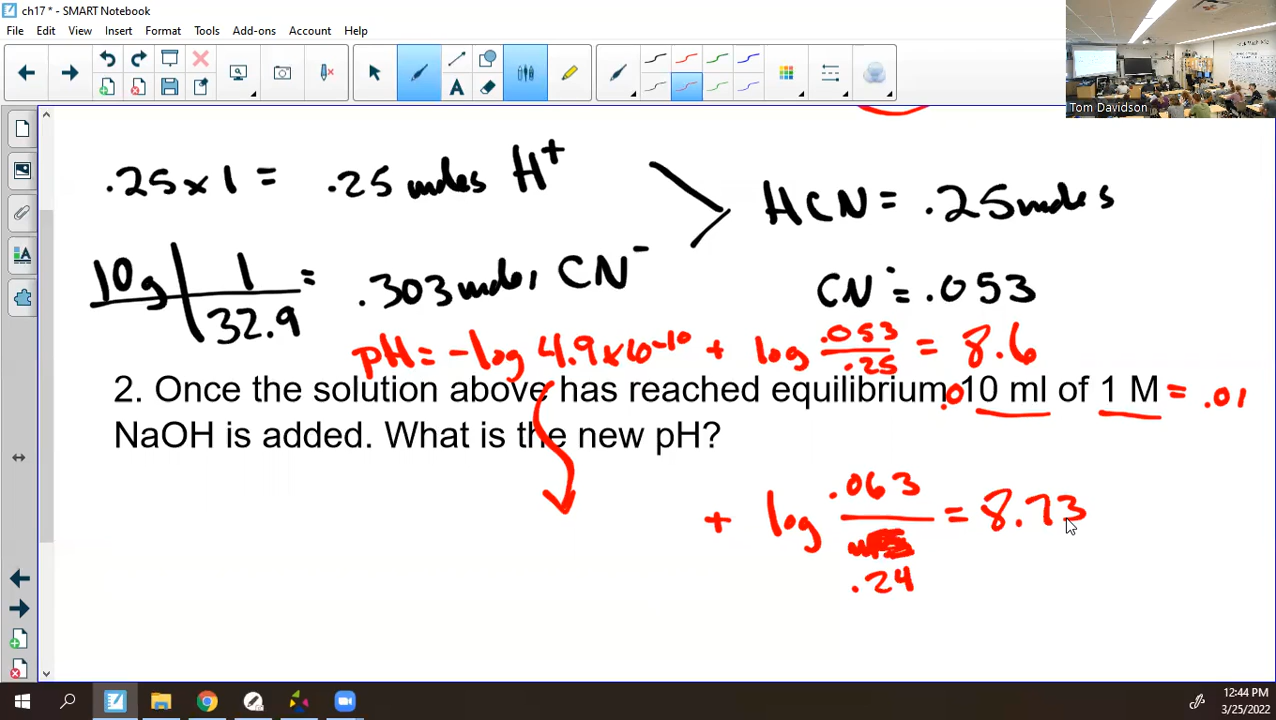 ch17 * - SMART Notebook
File Edit View Insert Format Tools Add-ons Account Help
Tom Davidson
.25 x 1 = .25 moles H+
HCN = .25 moles
10g | 1
32.9
= .303 moles CN-
CN- = .053
pH = -log 4.9 x 10-10 + log .053
.25
= 8.6
2. Once the solution above has reached equilibrium .010 ml of 1 M = .01
NaOH is added. What is the new pH?
+ log .063
.24
= 8.73
12:44 PM
3/25/2022